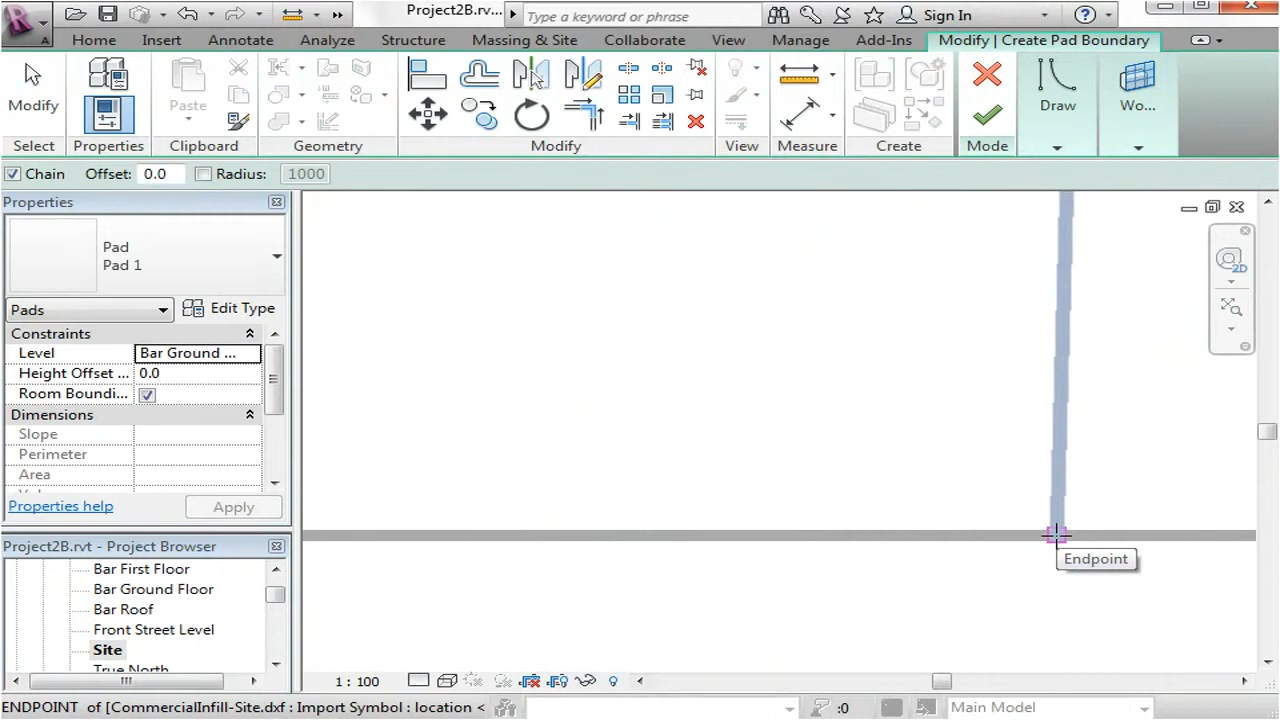 Project2B.rv...
Type a keyword or phrase
Sign In
Home Insert Annotate Analyze Structure Massing & Site Collaborate View Manage Add-Ins Modify | Create Pad Boundary
Modify
Paste
Draw
Wo...
Select Properties Clipboard Geometry Modify View Measure Create Mode
Chain Offset: 0.0 Radius: 1000
Properties
Pad
Pad 1
Pads Edit Type
Constraints
Level Bar Ground ...
Height Offset ... 0.0
Room Boundi...
Dimensions
Slope
Perimeter
Area
Properties help Apply
Project2B.rvt - Project Browser
Bar First Floor
Bar Ground Floor
Bar Roof
Front Street Level
Site
True North
2D
Endpoint
1 : 100
ENDPOINT of [CommercialInfill-Site.dxf : Import Symbol : location <
:0
Main Model